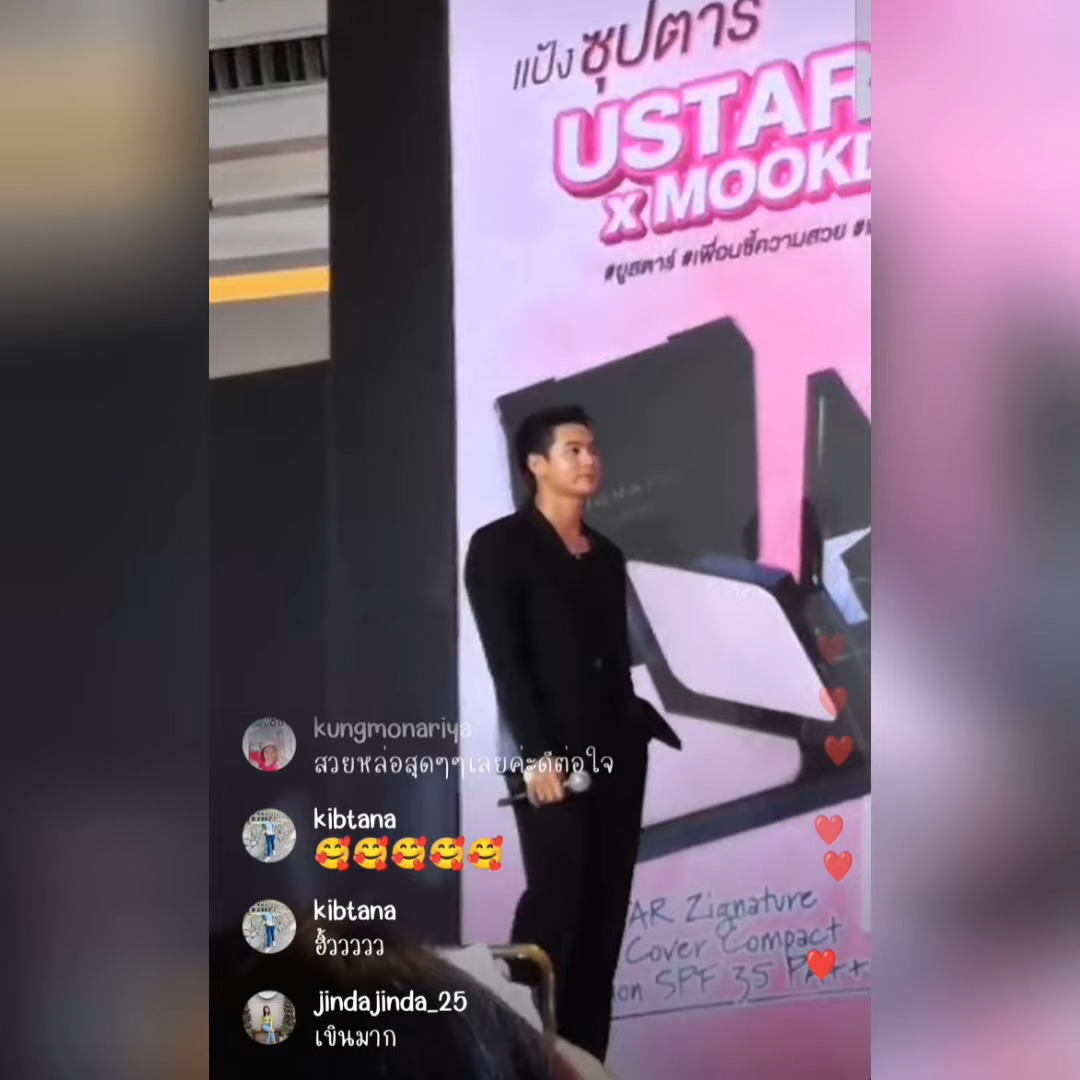 แป้งซุปตาร์
USTAR
x MOOK
#ยูสตาร์ #เพื่อนซี้ความสวย
AR Zignature
Cover Compact
ion SPF 35 PA++
kungmonariya
สวยหล่อสุดๆๆเลยค่ะดีต่อใจ
kibtana
🥰🥰🥰🥰🥰
kibtana
ฮิ้ววววว
jindajinda_25
เขินมาก